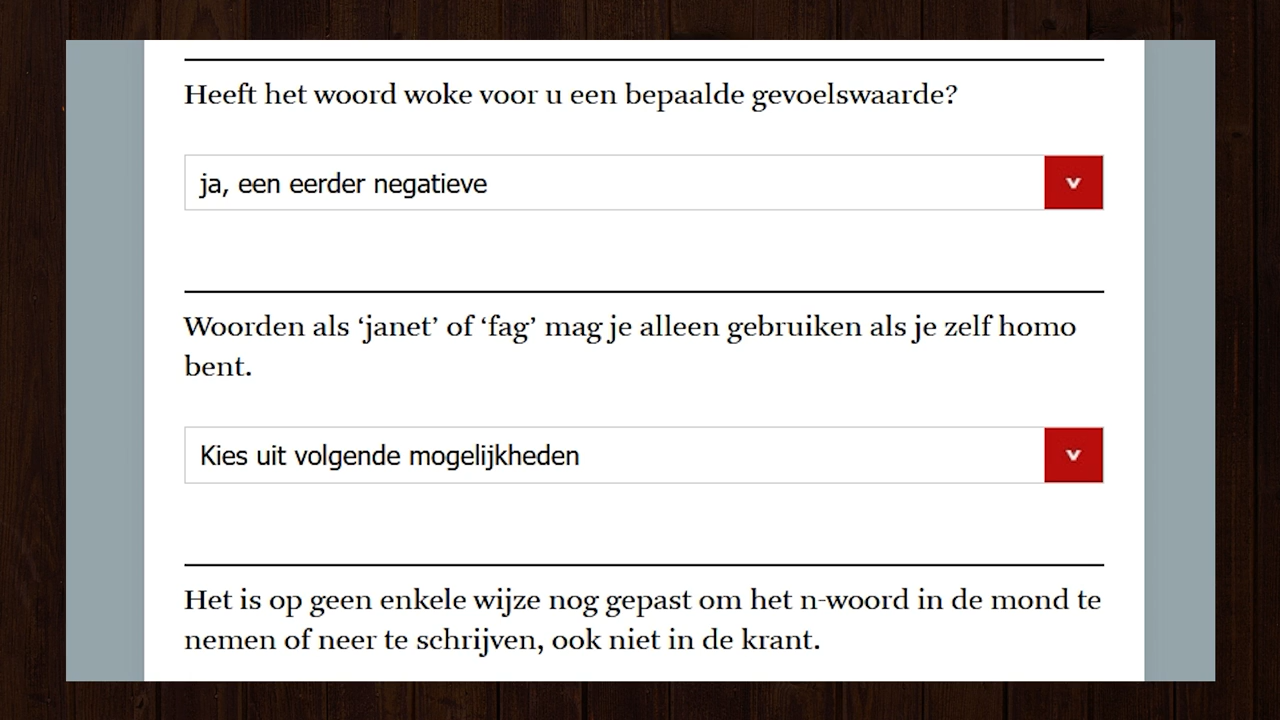 Heeft het woord woke voor u een bepaalde gevoelswaarde?
ja, een eerder negatieve
v
Woorden als ‘janet’ of ‘fag’ mag je alleen gebruiken als je zelf homo
bent.
Kies uit volgende mogelijkheden
v
Het is op geen enkele wijze nog gepast om het n-woord in de mond te
nemen of neer te schrijven, ook niet in de krant.